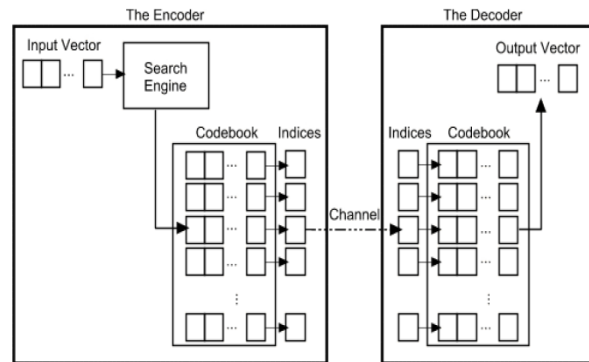 The Encoder
Input Vector
Search
Engine
Codebook
Indices
Channel
The Decoder
Output Vector
Indices
Codebook